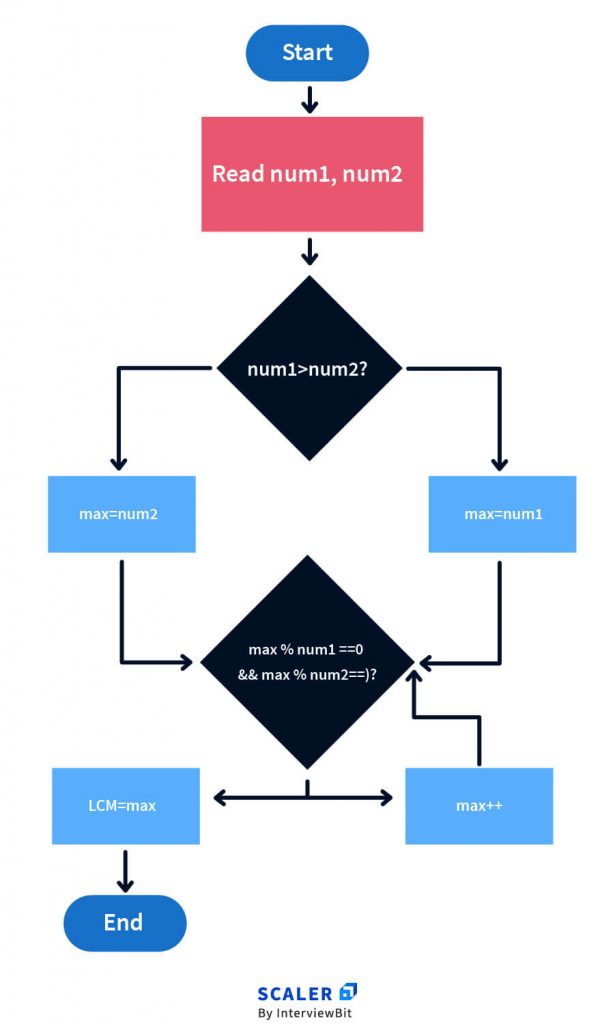 Start
Read num1, num2
num1>num2?
max=num2
max=num1
max % num1 ==0
&& max % num2==)?
LCM=max
max++
End
SCALER
By InterviewBit